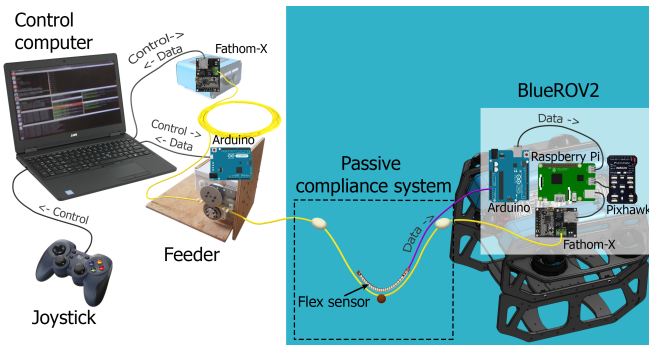 Control
computer
Control->
<- Data
Fathom-X
Control ->
<- Data
Arduino
<- Control
Feeder
Joystick
Passive
compliance system
Data ->
Flex sensor
BlueROV2
Data ->
Raspberry Pi
Arduino
Pixhawk
Fathom-X